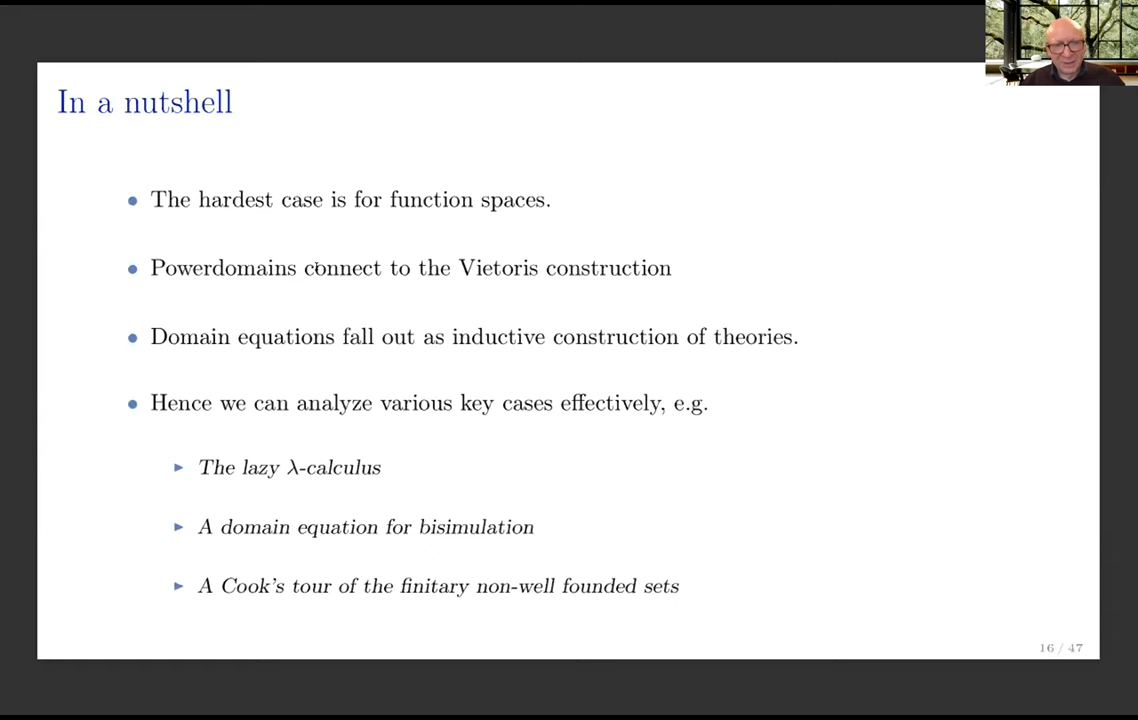 In a nutshell
The hardest case is for function spaces.
Powerdomains connect to the Vietoris construction
Domain equations fall out as inductive construction of theories.
Hence we can analyze various key cases effectively, e.g.
The lazy λ-calculus
A domain equation for bisimulation
A Cook's tour of the finitary non-well founded sets
16 / 47